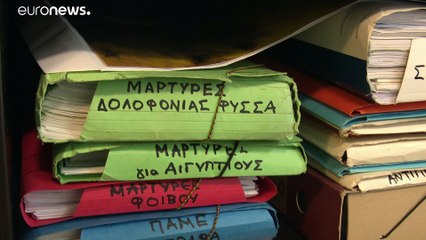 euronews.
ΜΑΡΤΥΡΕΣ
ΔΟΛΟΦΟΝΙΑΣ ΦΥΣΣΑ
ΜΑΡΤΥΡΕΣ
για ΑΙΓΥΠΤΙΟΥΣ
ΜΑΡΤΥΡΕΣ
ΦΟΙΒΟΥ
ΠΑΜΕ